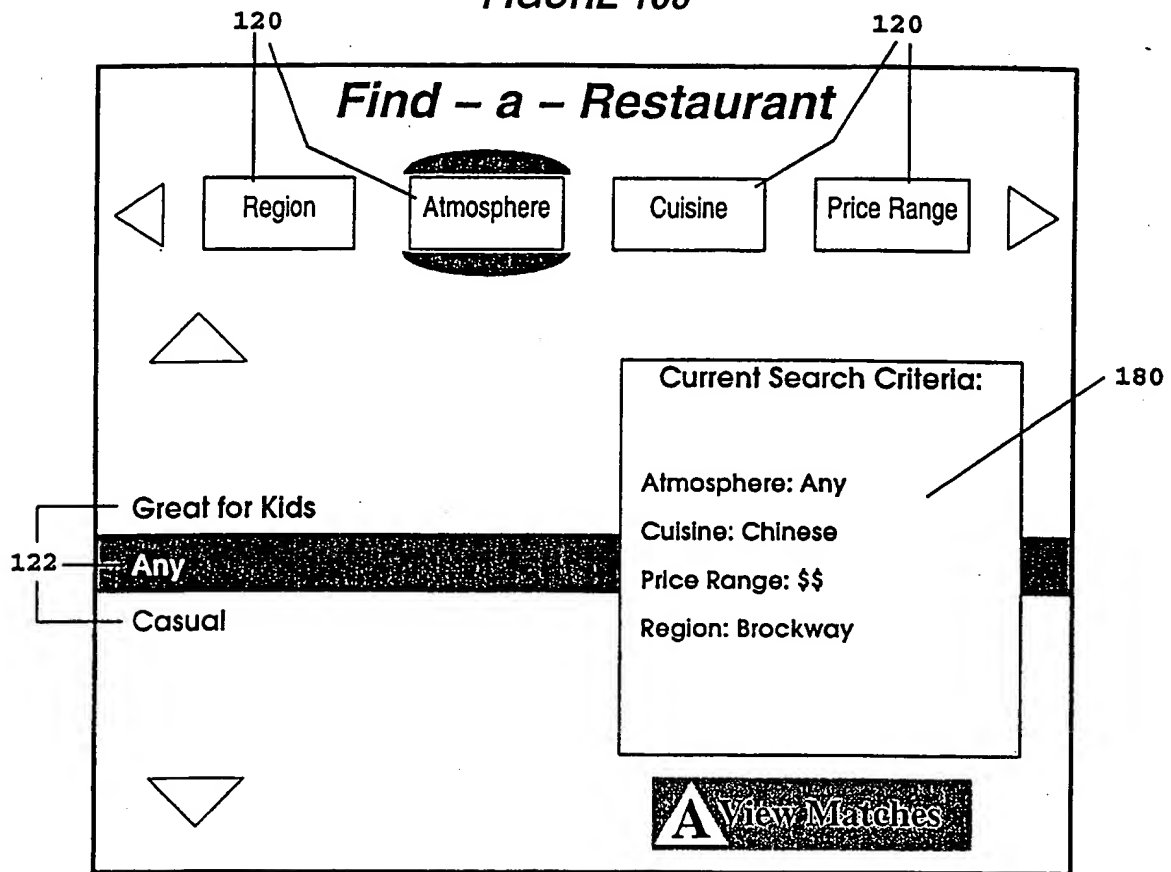 FIGURE
120 120
Find – a – Restaurant
Region Atmosphere Cuisine Price Range
Current Search Criteria:
180
Atmosphere: Any
Great for Kids
Cuisine: Chinese
122 Any
Price Range: $$
Casual
Region: Brockway
A View Matches